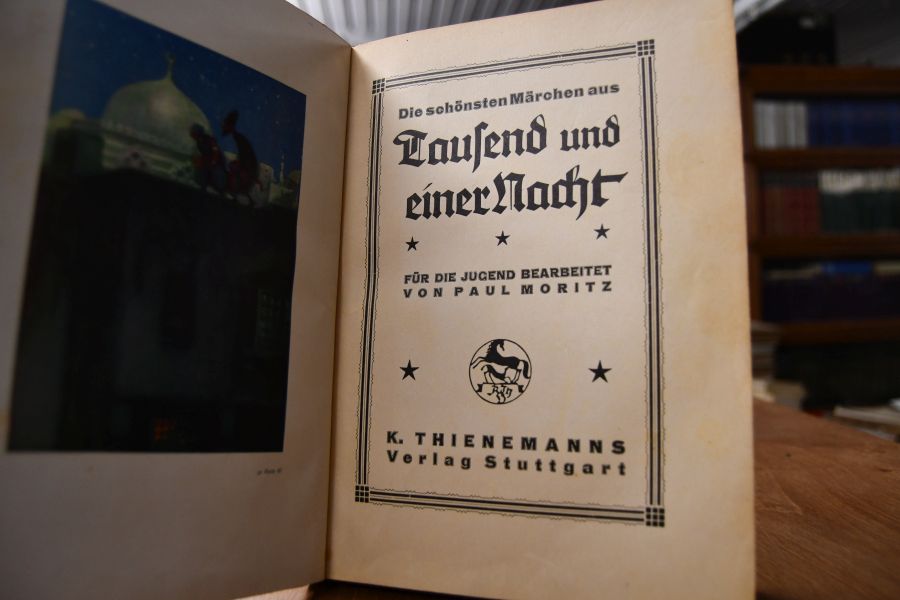 Die schönsten Märchen aus
Tausend und
einer Nacht
FÜR DIE JUGEND BEARBEITET
VON PAUL MORITZ
K. THIENEMANNS
Verlag Stuttgart